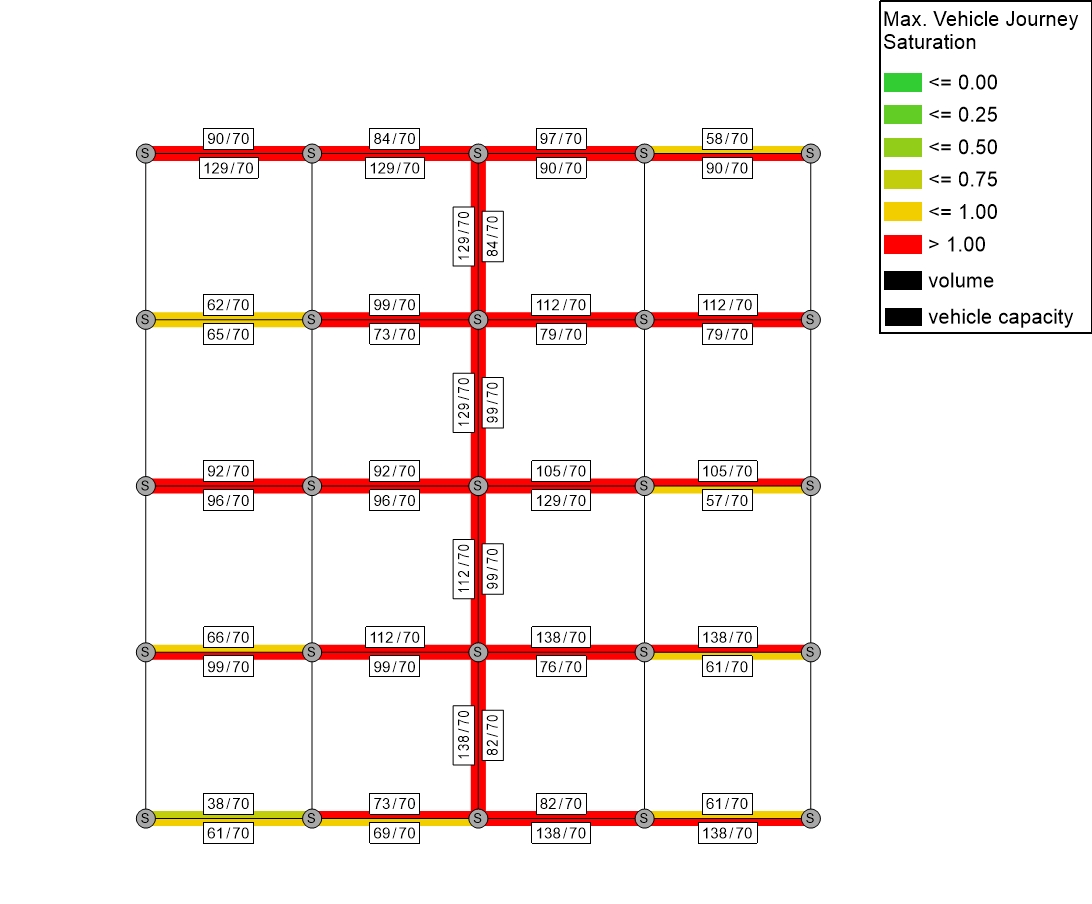 Max. Vehicle Journey
Saturation
<= 0.00
<= 0.25
<= 0.50
<= 0.75
<= 1.00
> 1.00
volume
vehicle capacity
90/70 84/70 97/70 58/70
S S S S S
129/70 129/70 90/70 90/70
129/70 84/70
62/70 99/70 112/70 112/70
S S S S S
65/70 73/70 79/70 79/70
129/70 99/70
92/70 92/70 105/70 105/70
S S S S S
96/70 96/70 129/70 57/70
112/70 99/70
66/70 112/70 138/70 138/70
S S S S S
99/70 99/70 76/70 61/70
138/70 82/70
38/70 73/70 82/70 61/70
S S S S S
61/70 69/70 138/70 138/70